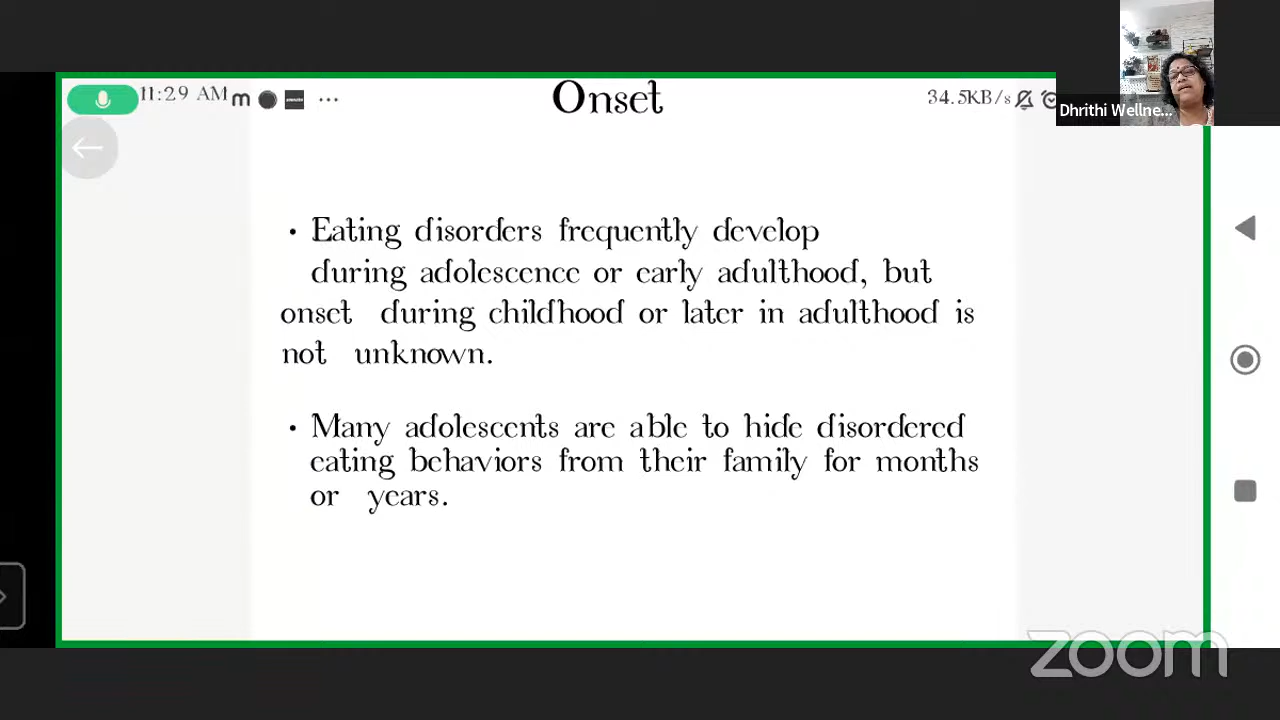 11:29 AM m ...
Onset
34.5KB/s
Dhrithi Wellne...
• Eating disorders frequently develop
during adolescence or early adulthood, but
onset during childhood or later in adulthood is
not unknown.
• Many adolescents are able to hide disordered
eating behaviors from their family for months
or years.
zoom